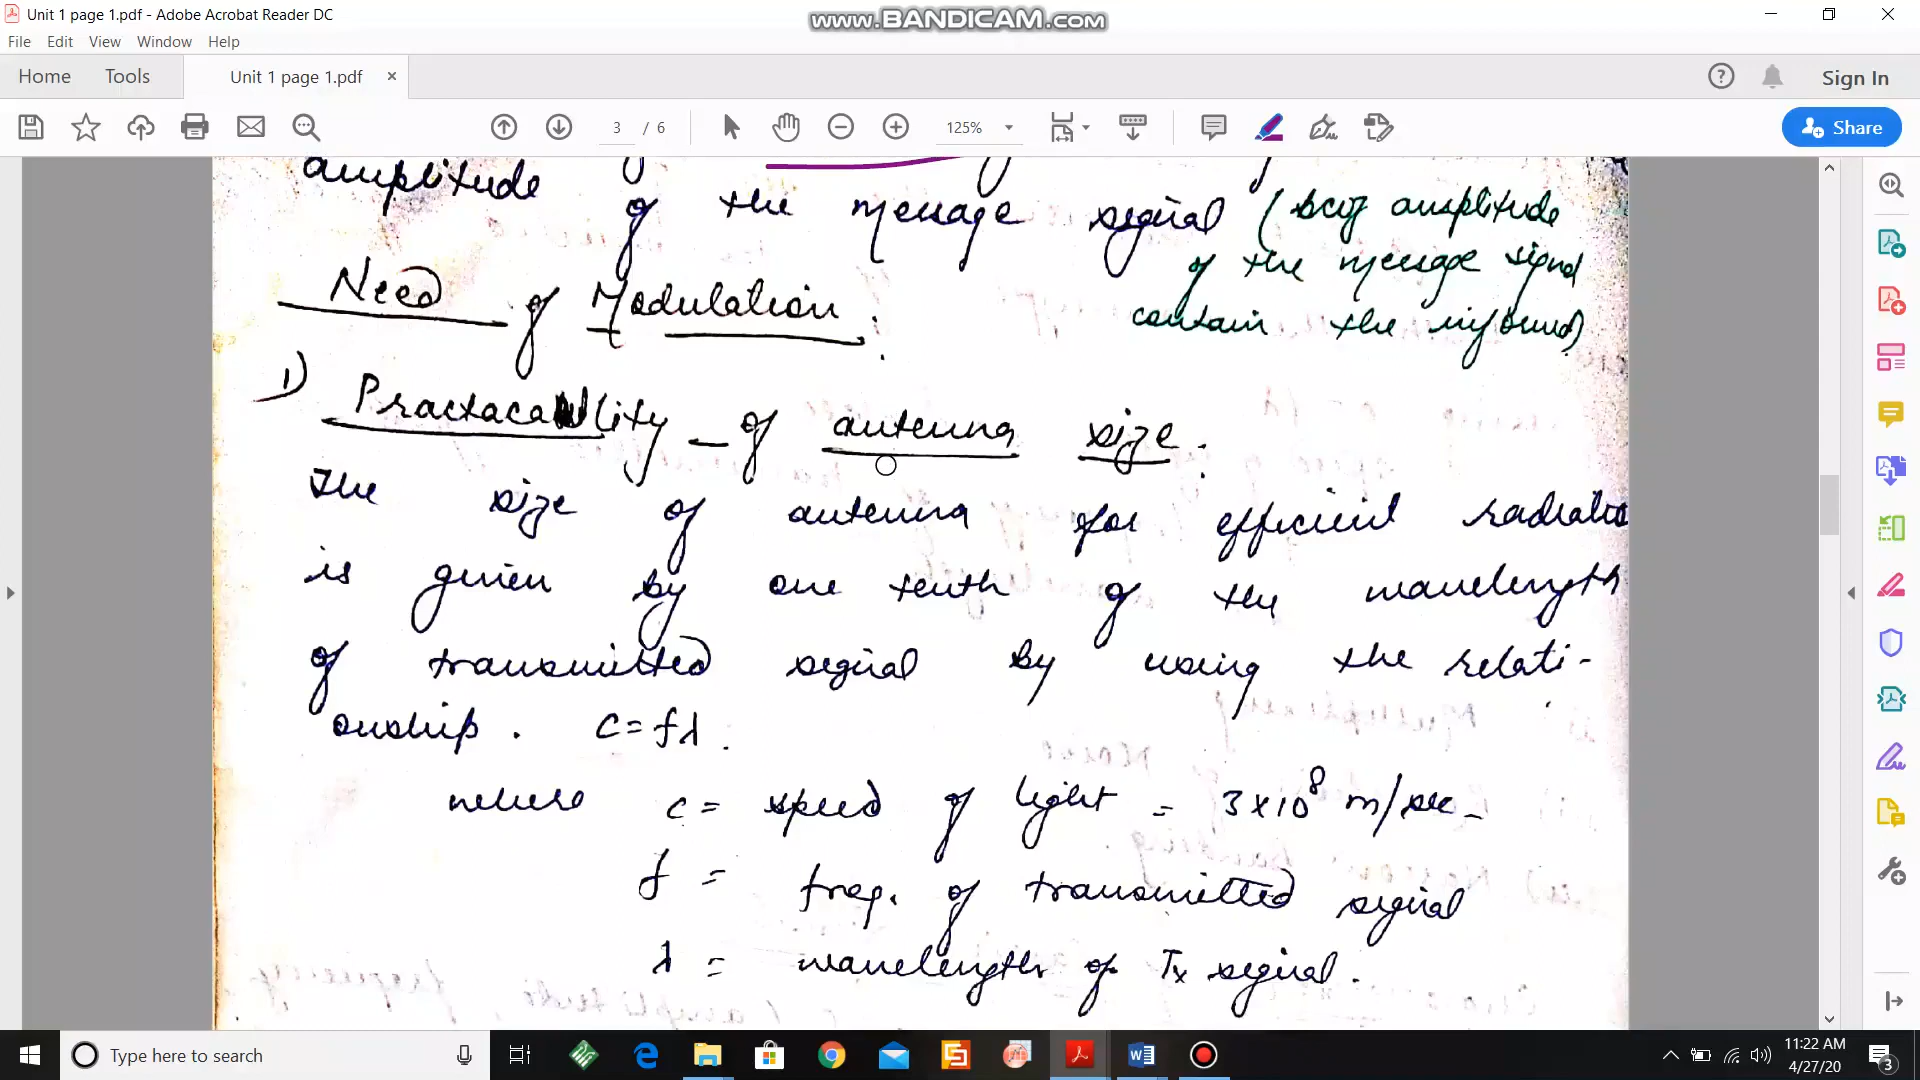 Unit 1 page 1.pdf - Adobe Acrobat Reader DC
www.BANDICAM.com
File Edit View Window Help
Home Tools Unit 1 page 1.pdf × Sign In
3 / 6 125% Share
amplitude of the message signal (bcoz amplitude
of the message signal
contain the
Need of Modulation :
1) Practacality of antenna size :
The size of antenna for efficient radiatio
is given by one tenth of the wavelength
of transmitted signal by using the relati-
onship . C = fλ .
where c = speed of light = 3 x 10⁸ m/sec
f = freq. of transmitted signal
λ = wavelength of Tx signal .
Type here to search
11:22 AM
4/27/20
3